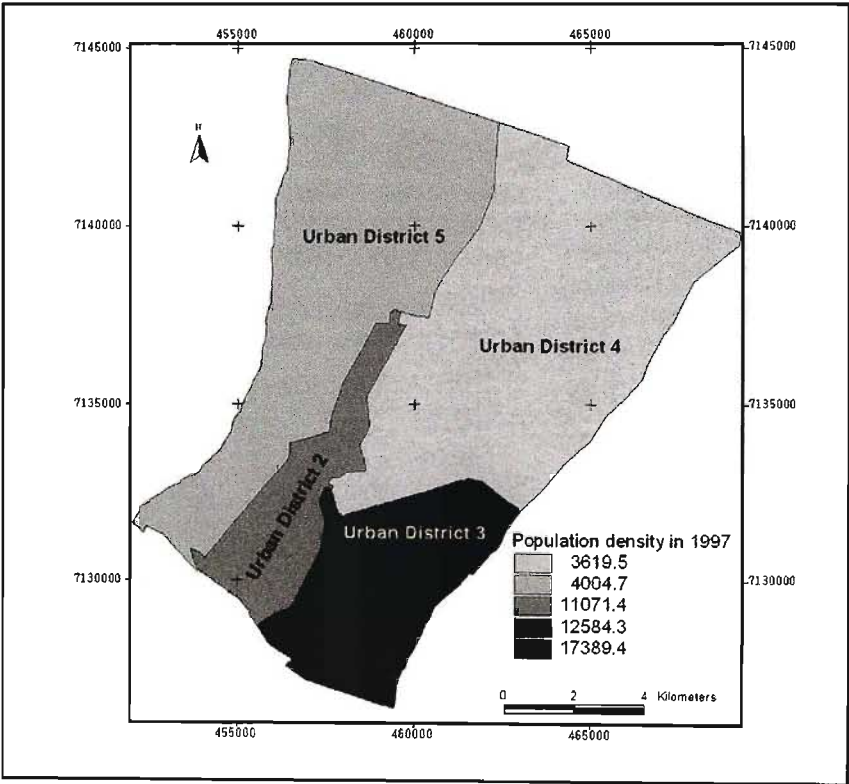 455000 460000 465000
7145000 7145000
N
7140000 7140000
Urban District 5
Urban District 4
7135000 7135000
Urban District 2
Urban District 3
Population density in 1997
3619.5
4004.7
11071.4
12584.3
17389.4
7130000 7130000
0 2 4 Kilometers
455000 460000 465000